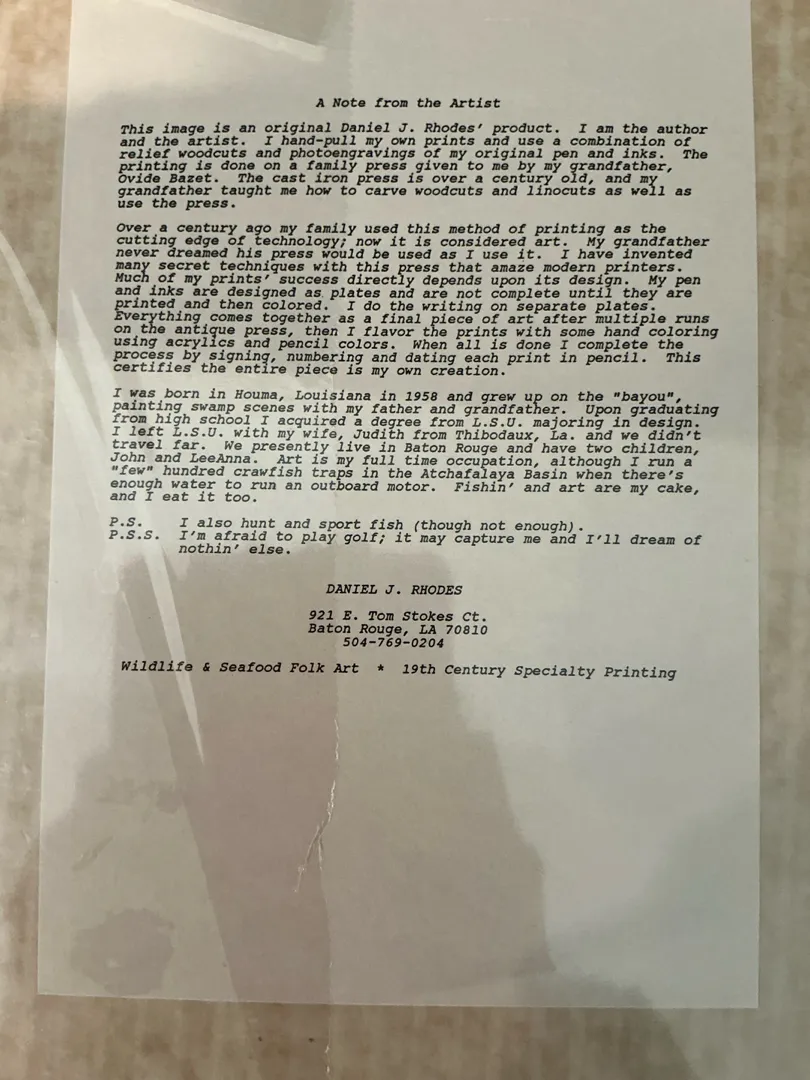 A Note from the Artist
This image is an original Daniel J. Rhodes' product. I am the author
and the artist. I hand-pull my own prints and use a combination of
relief woodcuts and photoengravings of my original pen and inks. The
printing is done on a family press given to me by my grandfather,
Ovide Bazet. The cast iron press is over a century old, and my
grandfather taught me how to carve woodcuts and linocuts as well as
use the press.
Over a century ago my family used this method of printing as the
cutting edge of technology; now it is considered art. My grandfather
never dreamed his press would be used as I use it. I have invented
many secret techniques with this press that amaze modern printers.
Much of my prints' success directly depends upon its design. My pen
and inks are designed as plates and are not complete until they are
printed and then colored. I do the writing on separate plates.
Everything comes together as a final piece of art after multiple runs
on the antique press, then I flavor the prints with some hand coloring
using acrylics and pencil colors. When all is done I complete the
process by signing, numbering and dating each print in pencil. This
certifies the entire piece is my own creation.
I was born in Houma, Louisiana in 1958 and grew up on the "bayou",
painting swamp scenes with my father and grandfather. Upon graduating
from high school I acquired a degree from L.S.U. majoring in design.
I left L.S.U. with my wife, Judith from Thibodaux, La. and we didn't
travel far. We presently live in Baton Rouge and have two children,
John and LeeAnna. Art is my full time occupation, although I run a
"few" hundred crawfish traps in the Atchafalaya Basin when there's
enough water to run an outboard motor. Fishin' and art are my cake,
and I eat it too.
P.S. I also hunt and sport fish (though not enough).
P.S.S. I'm afraid to play golf; it may capture me and I'll dream of
nothin' else.
DANIEL J. RHODES
921 E. Tom Stokes Ct.
Baton Rouge, LA 70810
504-769-0204
Wildlife & Seafood Folk Art * 19th Century Specialty Printing